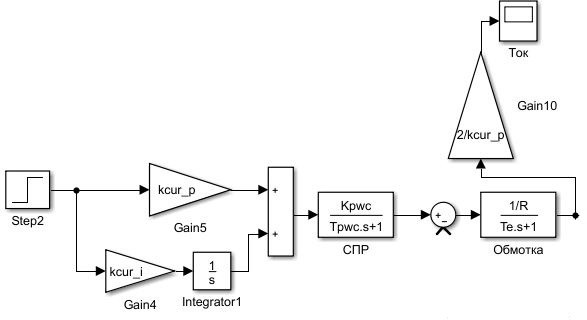 Ток
Gain10
2/kcur_p
Step2
kcur_p
Gain5
kcur_i
Gain4
1
s
Integrator1
+
+
Kpwc
Tpwc.s+1
СПР
+
-
1/R
Te.s+1
Обмотка